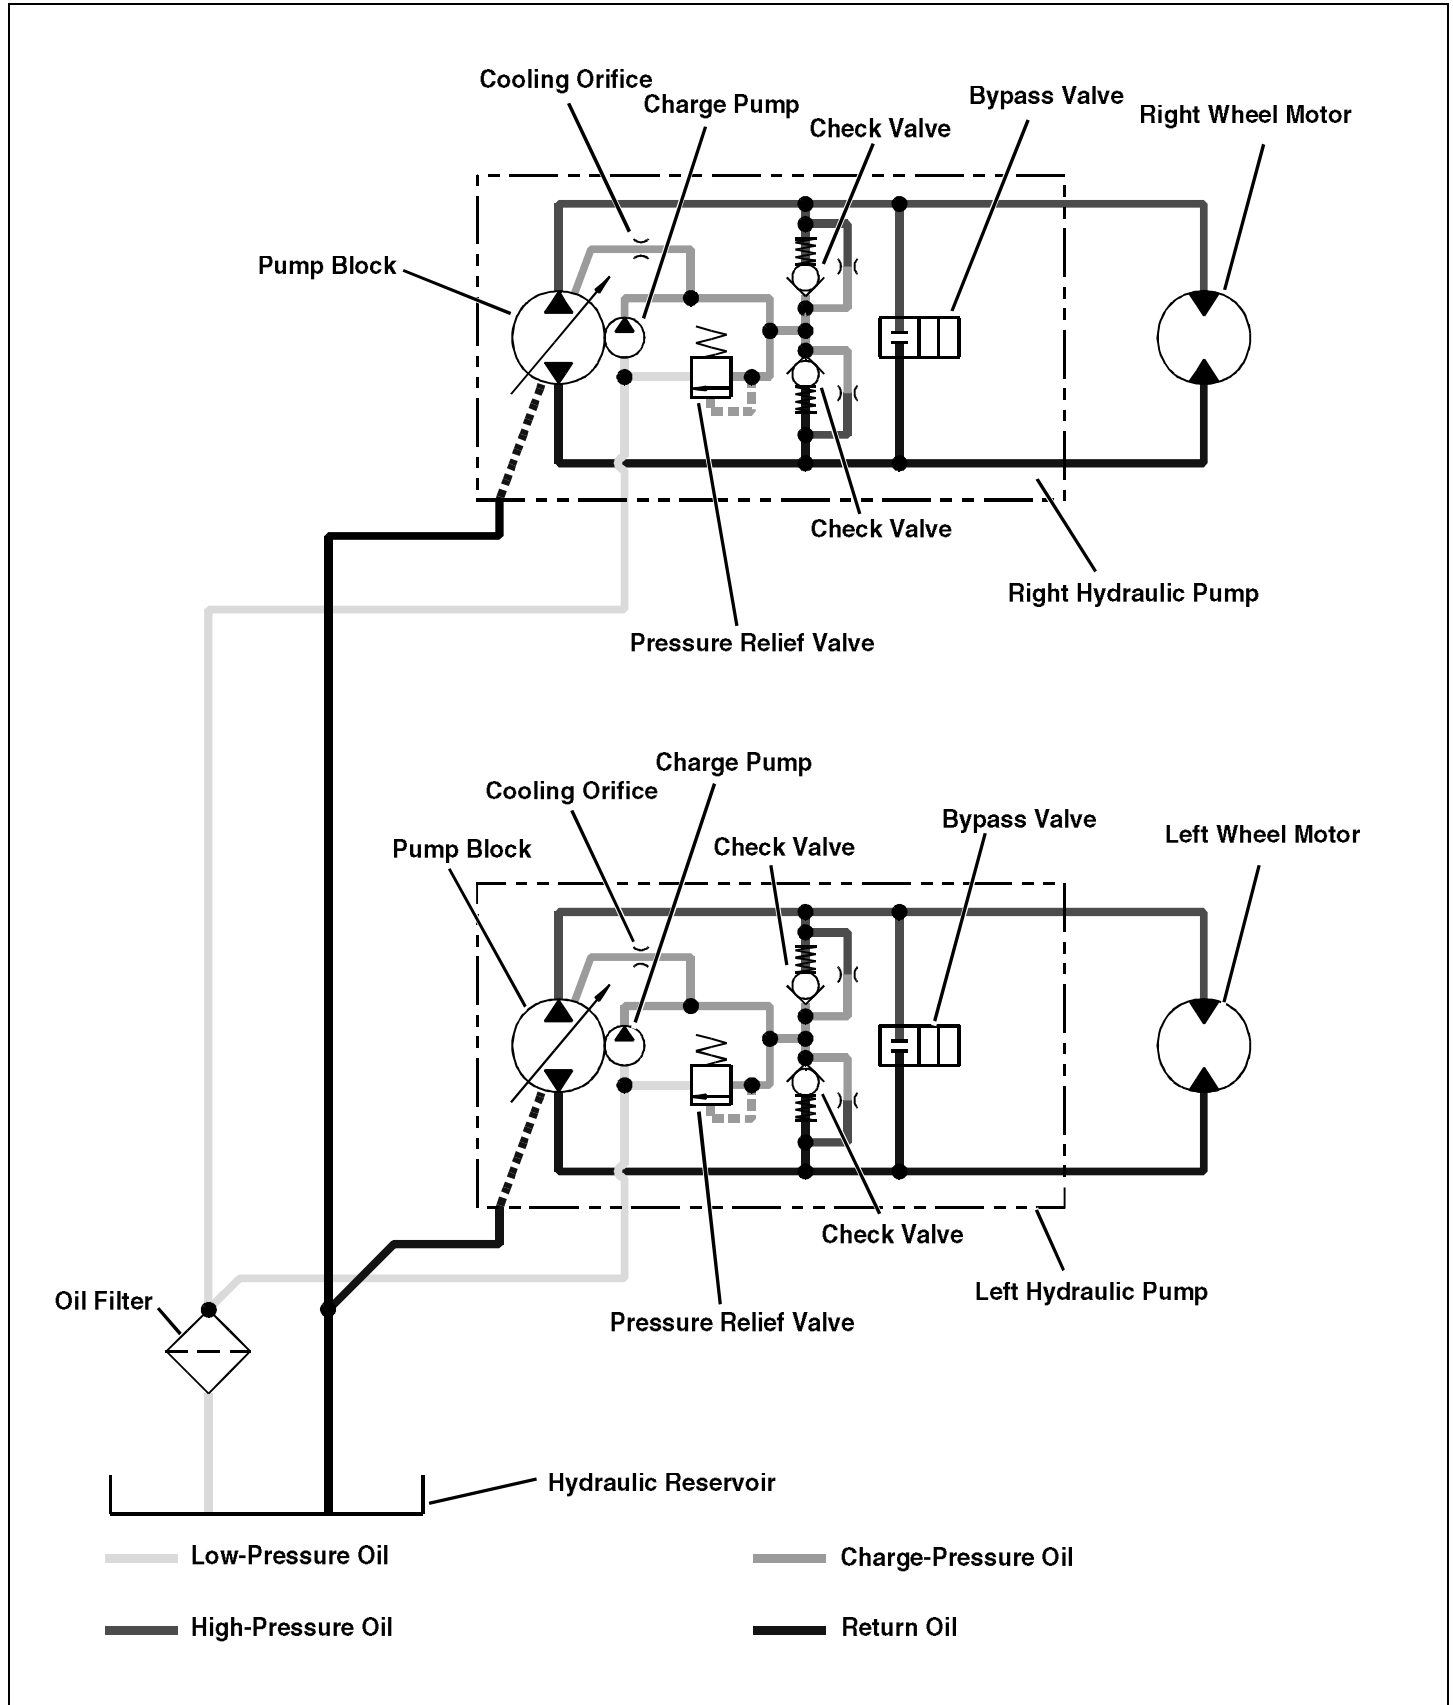 Cooling Orifice
Charge Pump
Check Valve
Bypass Valve
Right Wheel Motor
Pump Block
Check Valve
Right Hydraulic Pump
Pressure Relief Valve
Charge Pump
Cooling Orifice
Pump Block
Check Valve
Bypass Valve
Left Wheel Motor
Check Valve
Left Hydraulic Pump
Oil Filter
Pressure Relief Valve
Hydraulic Reservoir
Low-Pressure Oil
Charge-Pressure Oil
High-Pressure Oil
Return Oil